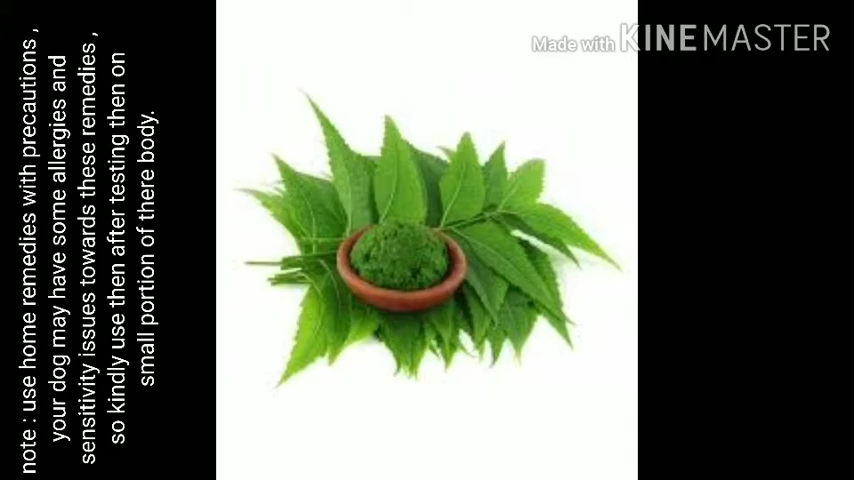 note : use home remedies with precautions ,
your dog may have some allergies and
sensitivity issues towards these remedies ,
so kindly use then after testing then on
small portion of there body.
Made with KINEMASTER